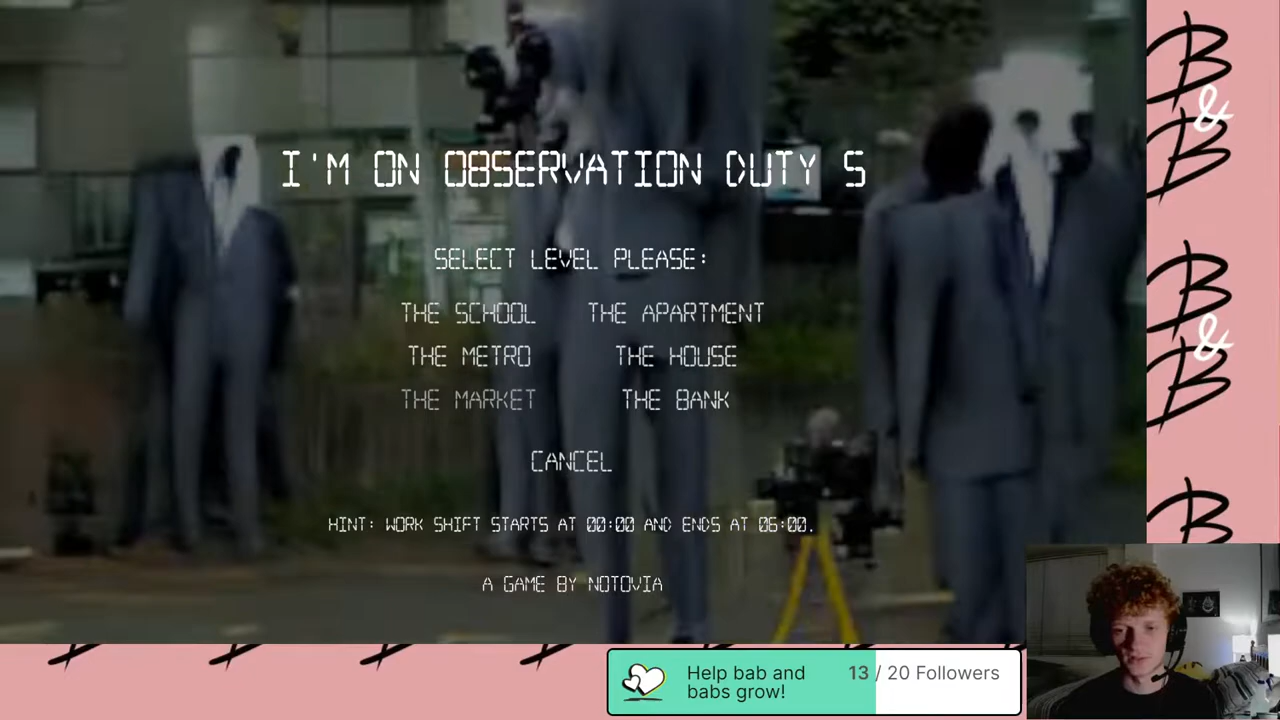 I'M ON OBSERVATION DUTY 5
SELECT LEVEL PLEASE:
THE SCHOOL THE APARTMENT
THE METRO THE HOUSE
THE MARKET THE BANK
CANCEL
HINT: WORK SHIFT STARTS AT 00:00 AND ENDS AT 06:00.
A GAME BY NOTOVIA
B
&
B
B
&
B
B
Help bab and
babs grow!
13 / 20 Followers